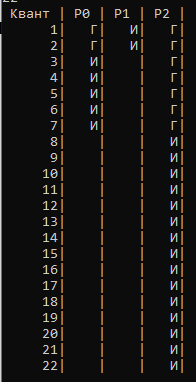 Квант | P0 | P1 | P2 |
1| Г| И| Г|
2| Г| И| Г|
3| И| | Г|
4| И| | Г|
5| И| | Г|
6| И| | Г|
7| И| | Г|
8| | | И|
9| | | И|
10| | | И|
11| | | И|
12| | | И|
13| | | И|
14| | | И|
15| | | И|
16| | | И|
17| | | И|
18| | | И|
19| | | И|
20| | | И|
21| | | И|
22| | | И|